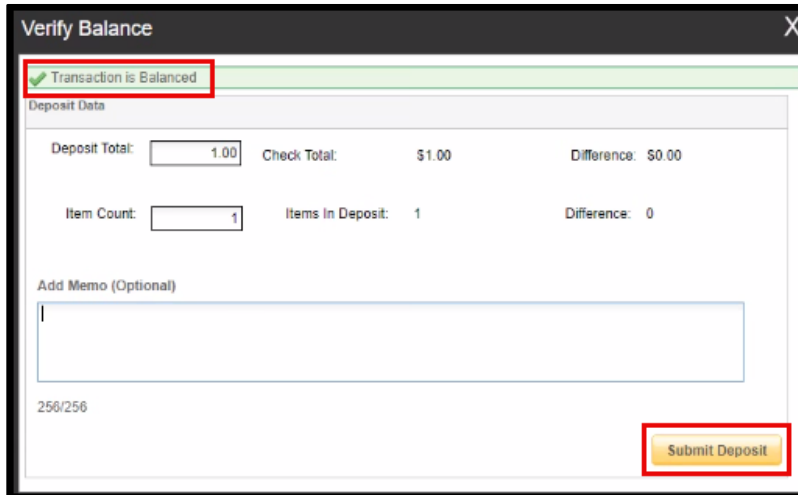 Verify Balance X
Transaction is Balanced
Deposit Data
Deposit Total: 1.00 Check Total: $1.00 Difference: $0.00
Item Count: 1 Items In Deposit: 1 Difference: 0
Add Memo (Optional)
256/256
Submit Deposit